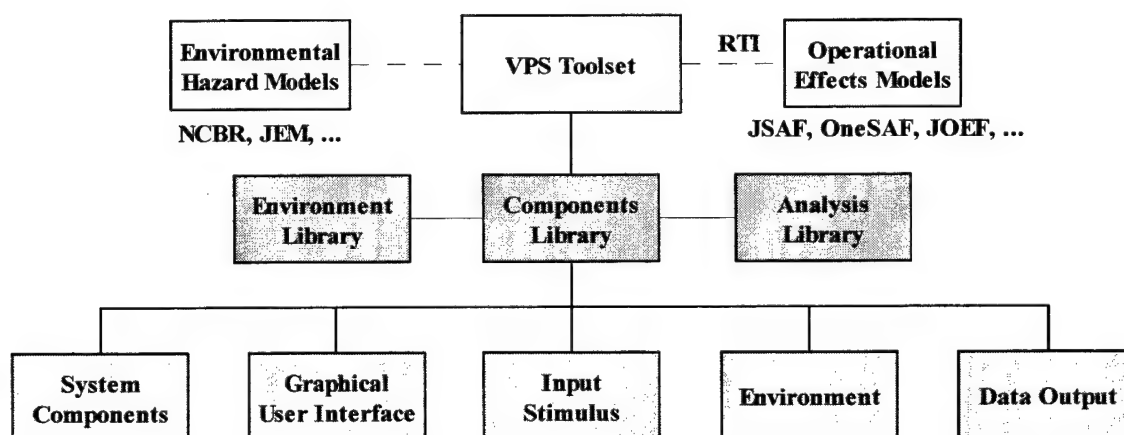 Environmental
Hazard Models
VPS Toolset
RTI
Operational
Effects Models
NCBR, JEM, ...
JSAF, OneSAF, JOEF, ...
Environment
Library
Components
Library
Analysis
Library
System
Components
Graphical
User Interface
Input
Stimulus
Environment
Data Output